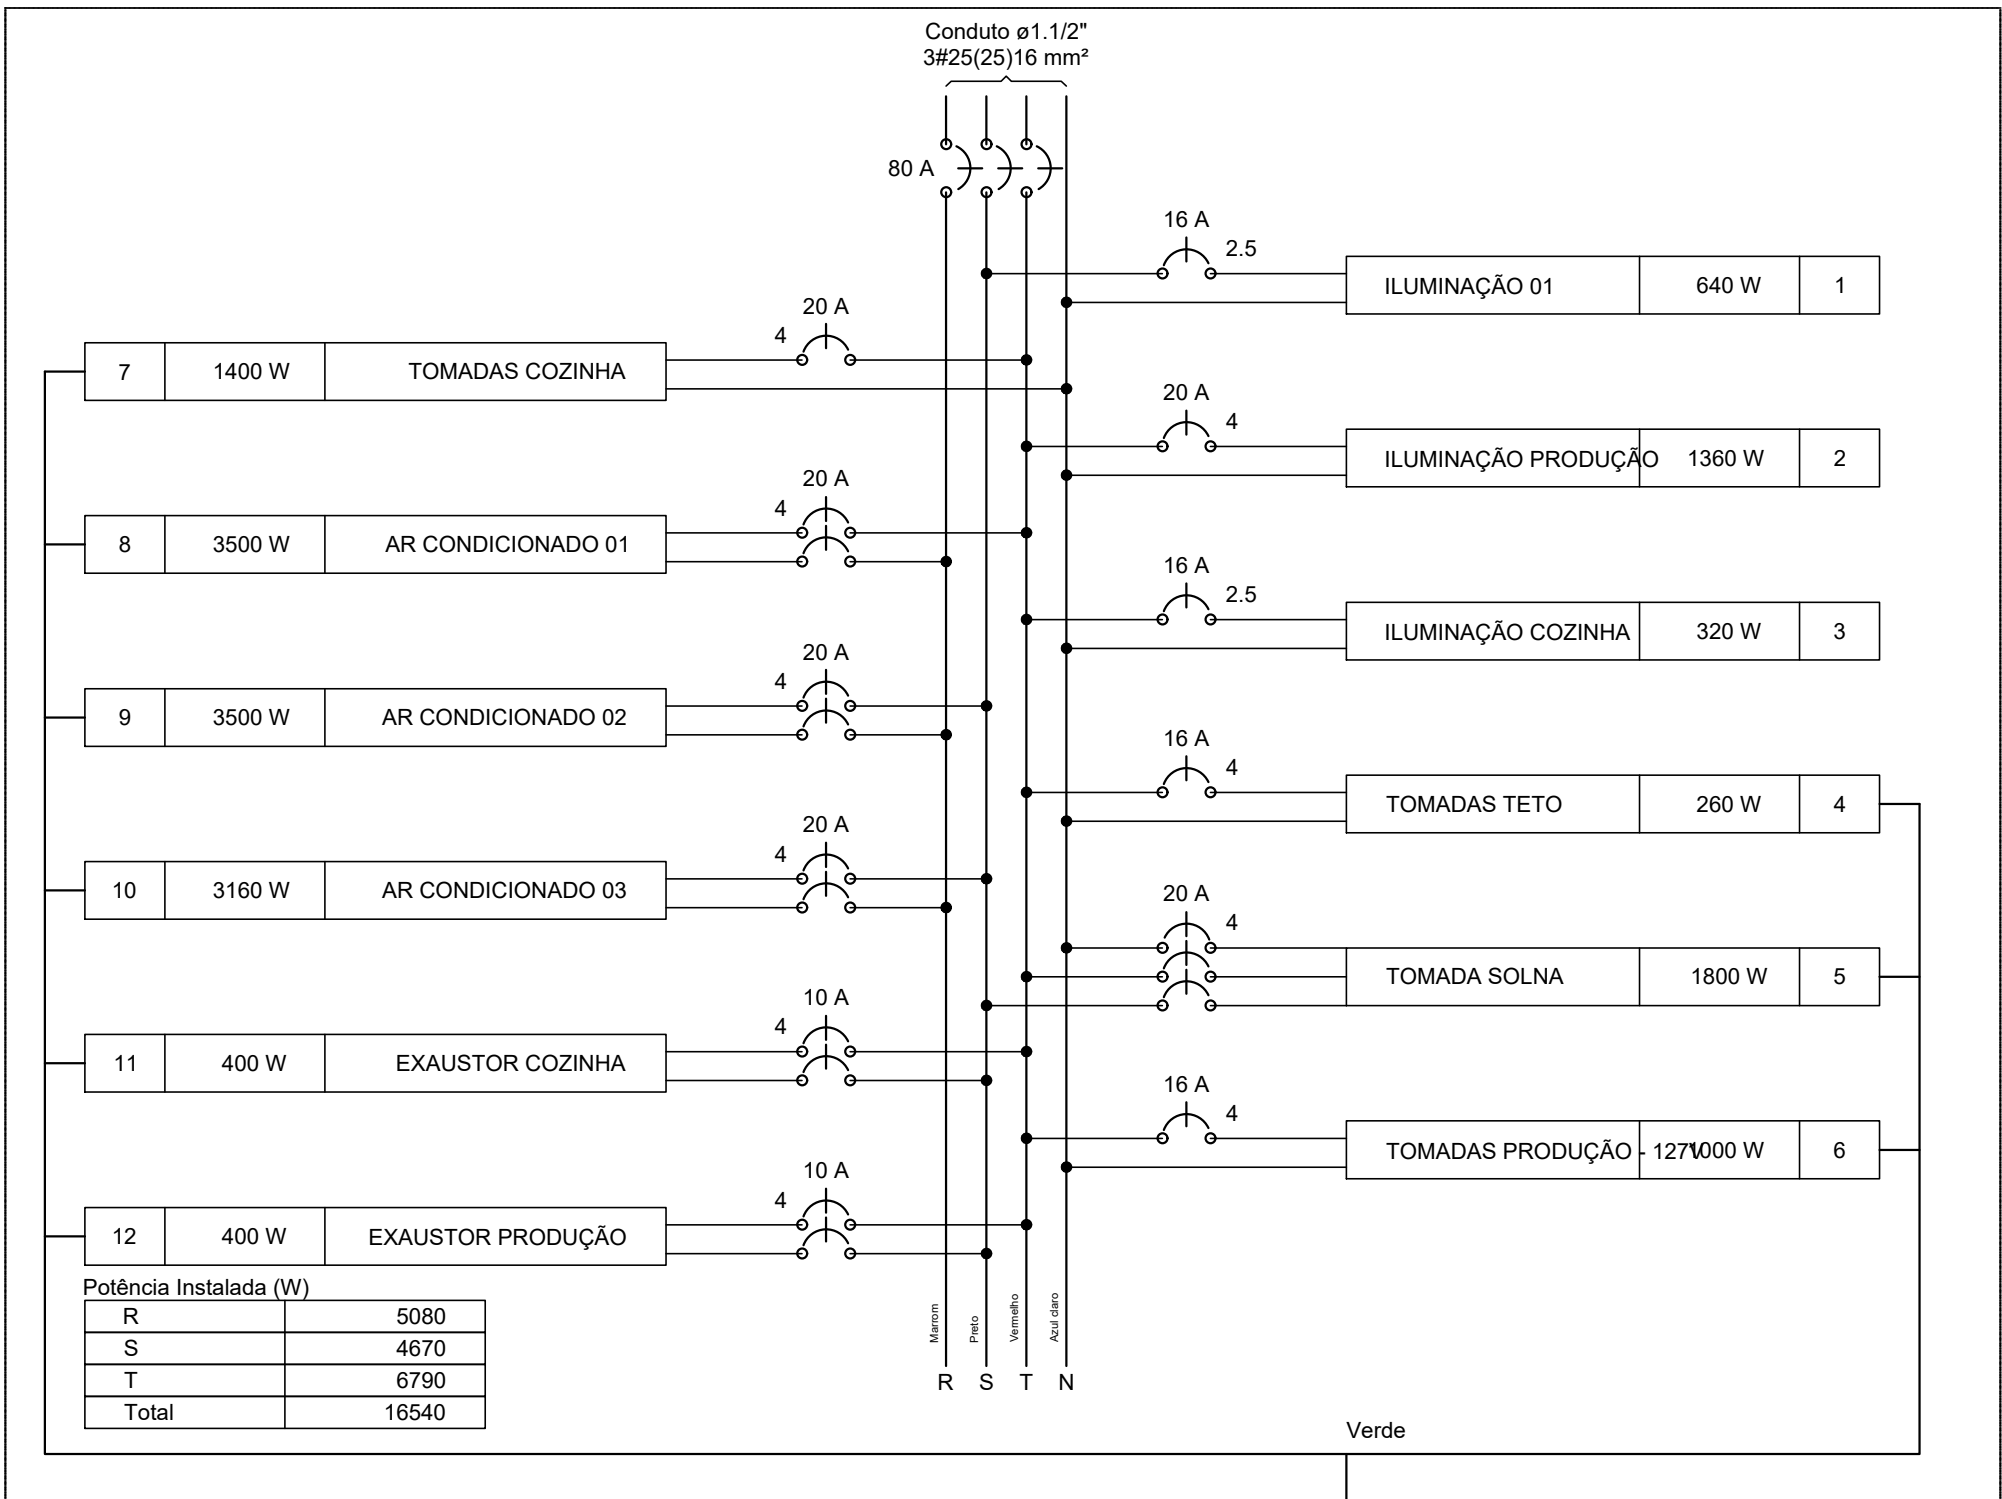 Conduto ø1.1/2"
3#25(25)16 mm²
80 A
16 A
2.5
ILUMINAÇÃO 01 640 W 1
20 A
4
7 1400 W TOMADAS COZINHA
20 A
4
ILUMINAÇÃO PRODUÇÃO 1360 W 2
20 A
4
8 3500 W AR CONDICIONADO 01
16 A
2.5
ILUMINAÇÃO COZINHA 320 W 3
20 A
4
9 3500 W AR CONDICIONADO 02
16 A
4
TOMADAS TETO 260 W 4
20 A
4
10 3160 W AR CONDICIONADO 03
20 A
4
TOMADA SOLNA 1800 W 5
10 A
4
11 400 W EXAUSTOR COZINHA
16 A
4
TOMADAS PRODUÇÃO - 127V 1000 W 6
10 A
4
12 400 W EXAUSTOR PRODUÇÃO
Potência Instalada (W)
R 5080
S 4670
T 6790
Total 16540
Marrom
Preto
Vermelho
Azul claro
R S T N
Verde